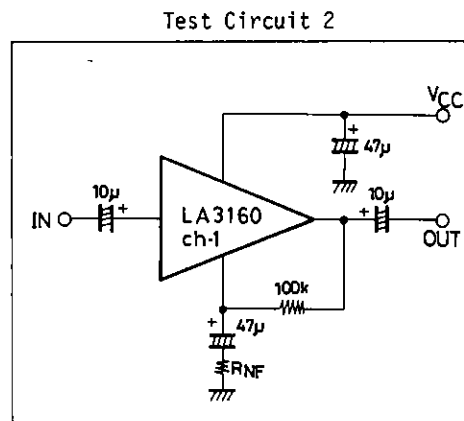 Test Circuit 2
VCC
+
47µ
10µ
+
IN
LA3160
ch-1
+
10µ
OUT
100k
+
47µ
RNF